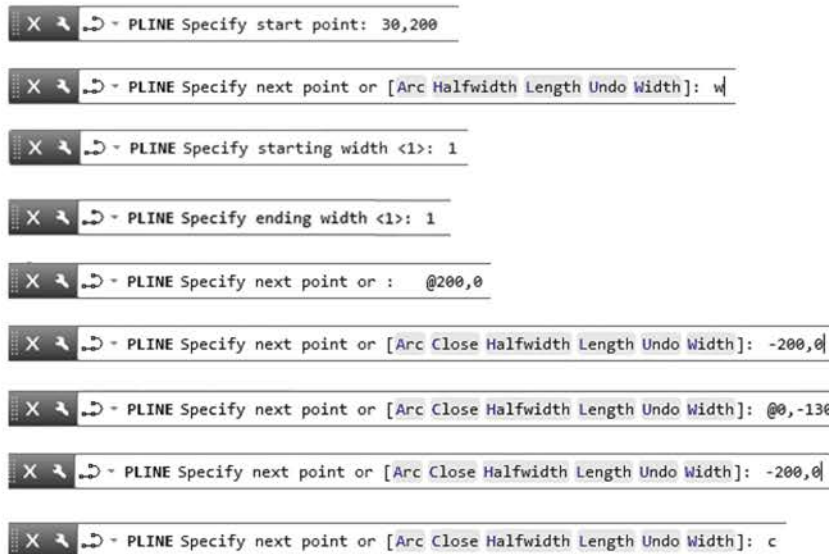 PLINE Specify start point: 30,200
PLINE Specify next point or [Arc Halfwidth Length Undo Width]: w
PLINE Specify starting width <1>: 1
PLINE Specify ending width <1>: 1
PLINE Specify next point or : @200,0
PLINE Specify next point or [Arc Close Halfwidth Length Undo Width]: -200,0
PLINE Specify next point or [Arc Close Halfwidth Length Undo Width]: @0,-130
PLINE Specify next point or [Arc Close Halfwidth Length Undo Width]: -200,0
PLINE Specify next point or [Arc Close Halfwidth Length Undo Width]: c